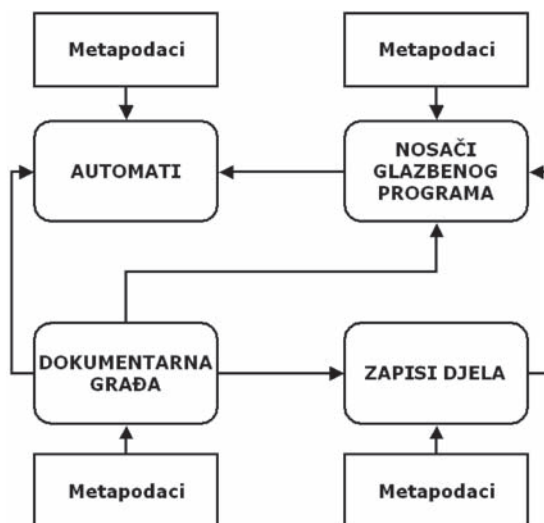 Metapodaci
Metapodaci
AUTOMATI
NOSAČI
GLAZBENOG
PROGRAMA
DOKUMENTARNA
GRAĐA
ZAPISI DJELA
Metapodaci
Metapodaci